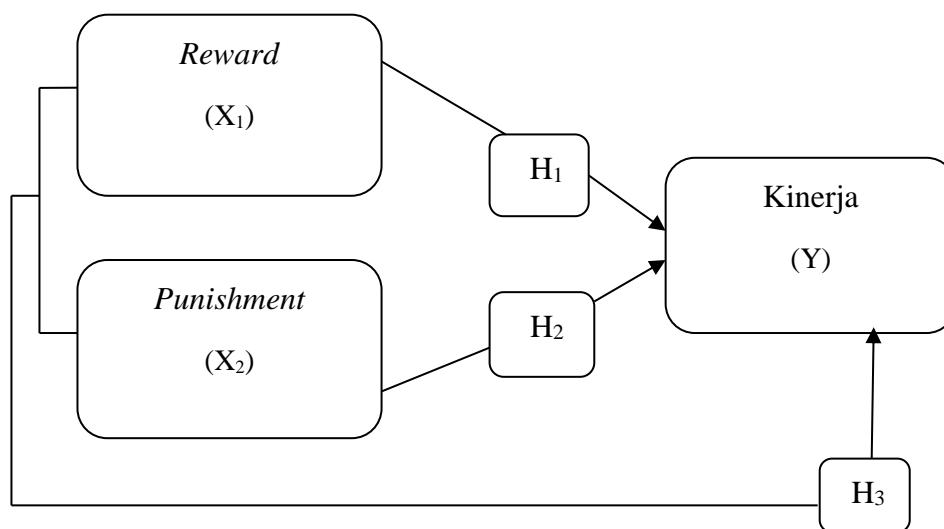 Reward
(X₁)
H₁
Kinerja
(Y)
Punishment
(X₂)
H₂
H₃